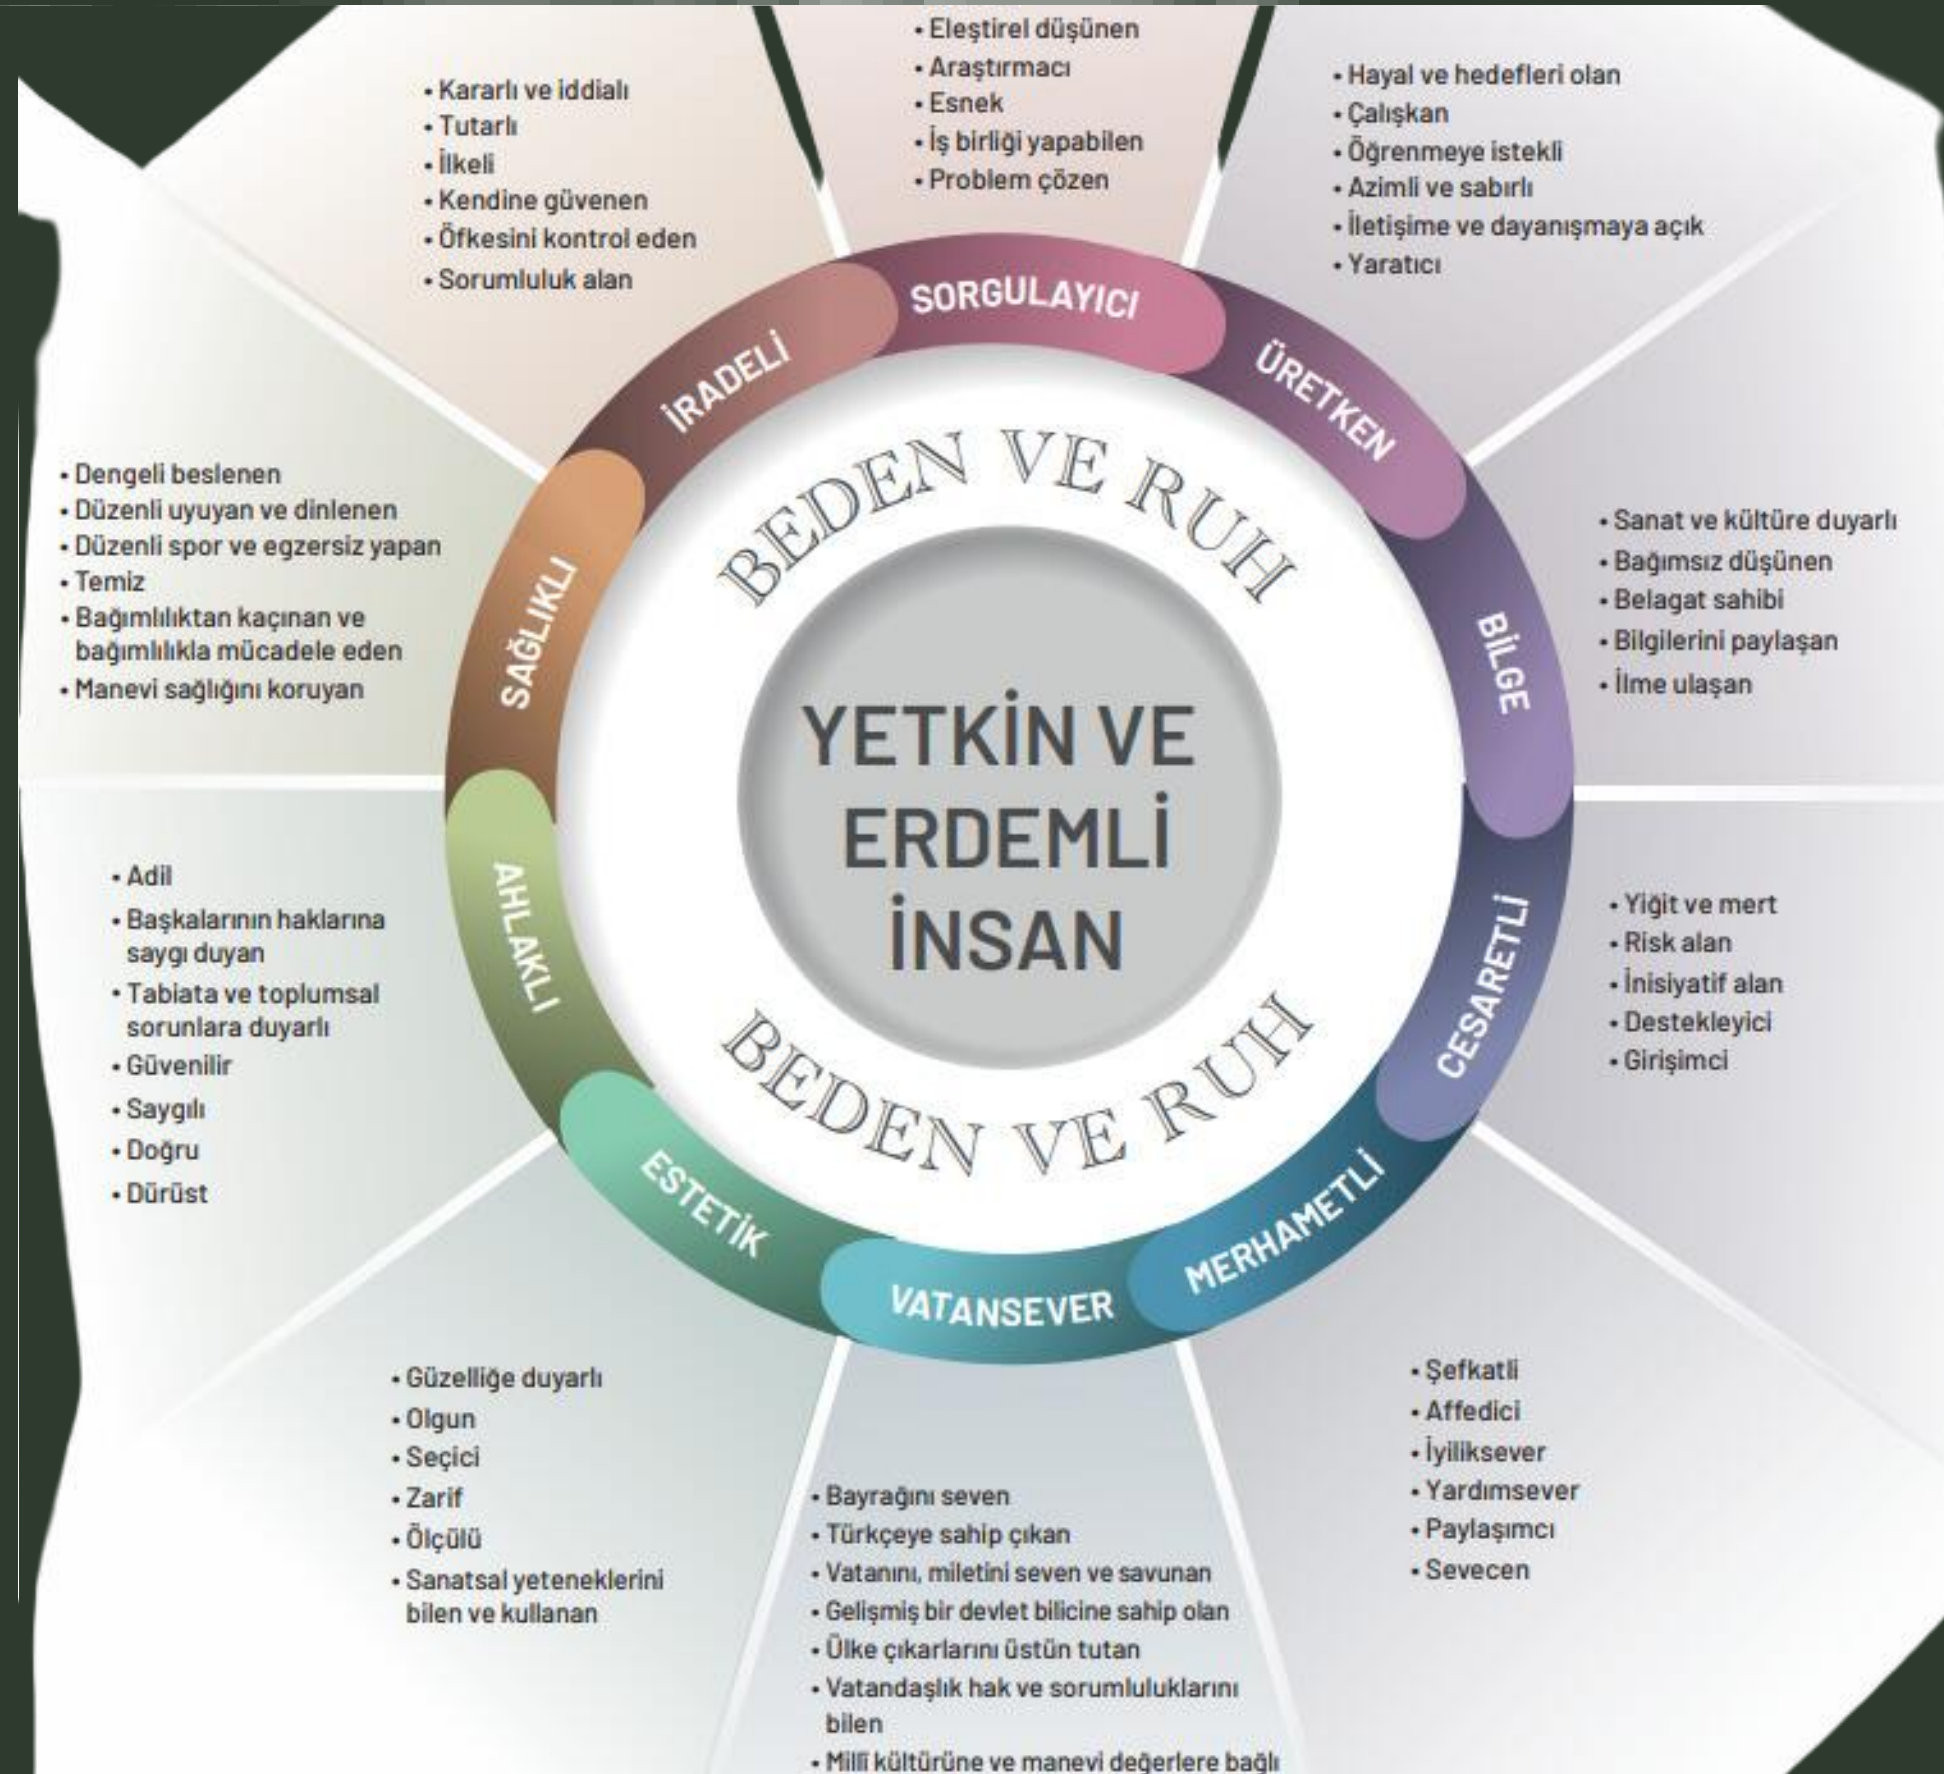 • Eleştirel düşünen
• Araştırmacı
• Esnek
• İş birliği yapabilen
• Problem çözen
SORGULAYICI
• Hayal ve hedefleri olan
• Çalışkan
• Öğrenmeye istekli
• Azimli ve sabırlı
• İletişime ve dayanışmaya açık
• Yaratıcı
ÜRETKEN
• Sanat ve kültüre duyarlı
• Bağımsız düşünen
• Belagat sahibi
• Bilgilerini paylaşan
• İlme ulaşan
BİLGE
• Yiğit ve mert
• Risk alan
• İnisiyatif alan
• Destekleyici
• Girişimci
CESARETLİ
• Şefkatli
• Affedici
• İyiliksever
• Yardımsever
• Paylaşımcı
• Sevecen
MERHAMETLİ
• Bayrağını seven
• Türkçeye sahip çıkan
• Vatanını, miletini seven ve savunan
• Gelişmiş bir devlet bilicine sahip olan
• Ülke çıkarlarını üstün tutan
• Vatandaşlık hak ve sorumluluklarını
bilen
• Millî kültürüne ve manevi değerlere bağlı
VATANSEVER
• Güzelliğe duyarlı
• Olgun
• Seçici
• Zarif
• Ölçülü
• Sanatsal yeteneklerini
bilen ve kullanan
ESTETİK
• Adil
• Başkalarının haklarına
saygı duyan
• Tabiata ve toplumsal
sorunlara duyarlı
• Güvenilir
• Saygılı
• Doğru
• Dürüst
AHLAKLI
• Dengeli beslenen
• Düzenli uyuyan ve dinlenen
• Düzenli spor ve egzersiz yapan
• Temiz
• Bağımlılıktan kaçınan ve
bağımlılıkla mücadele eden
• Manevi sağlığını koruyan
SAĞLIKLI
• Kararlı ve iddialı
• Tutarlı
• İlkeli
• Kendine güvenen
• Öfkesini kontrol eden
• Sorumluluk alan
İRADELİ
BEDEN VE RUH
YETKİN VE
ERDEMLİ
İNSAN
BEDEN VE RUH